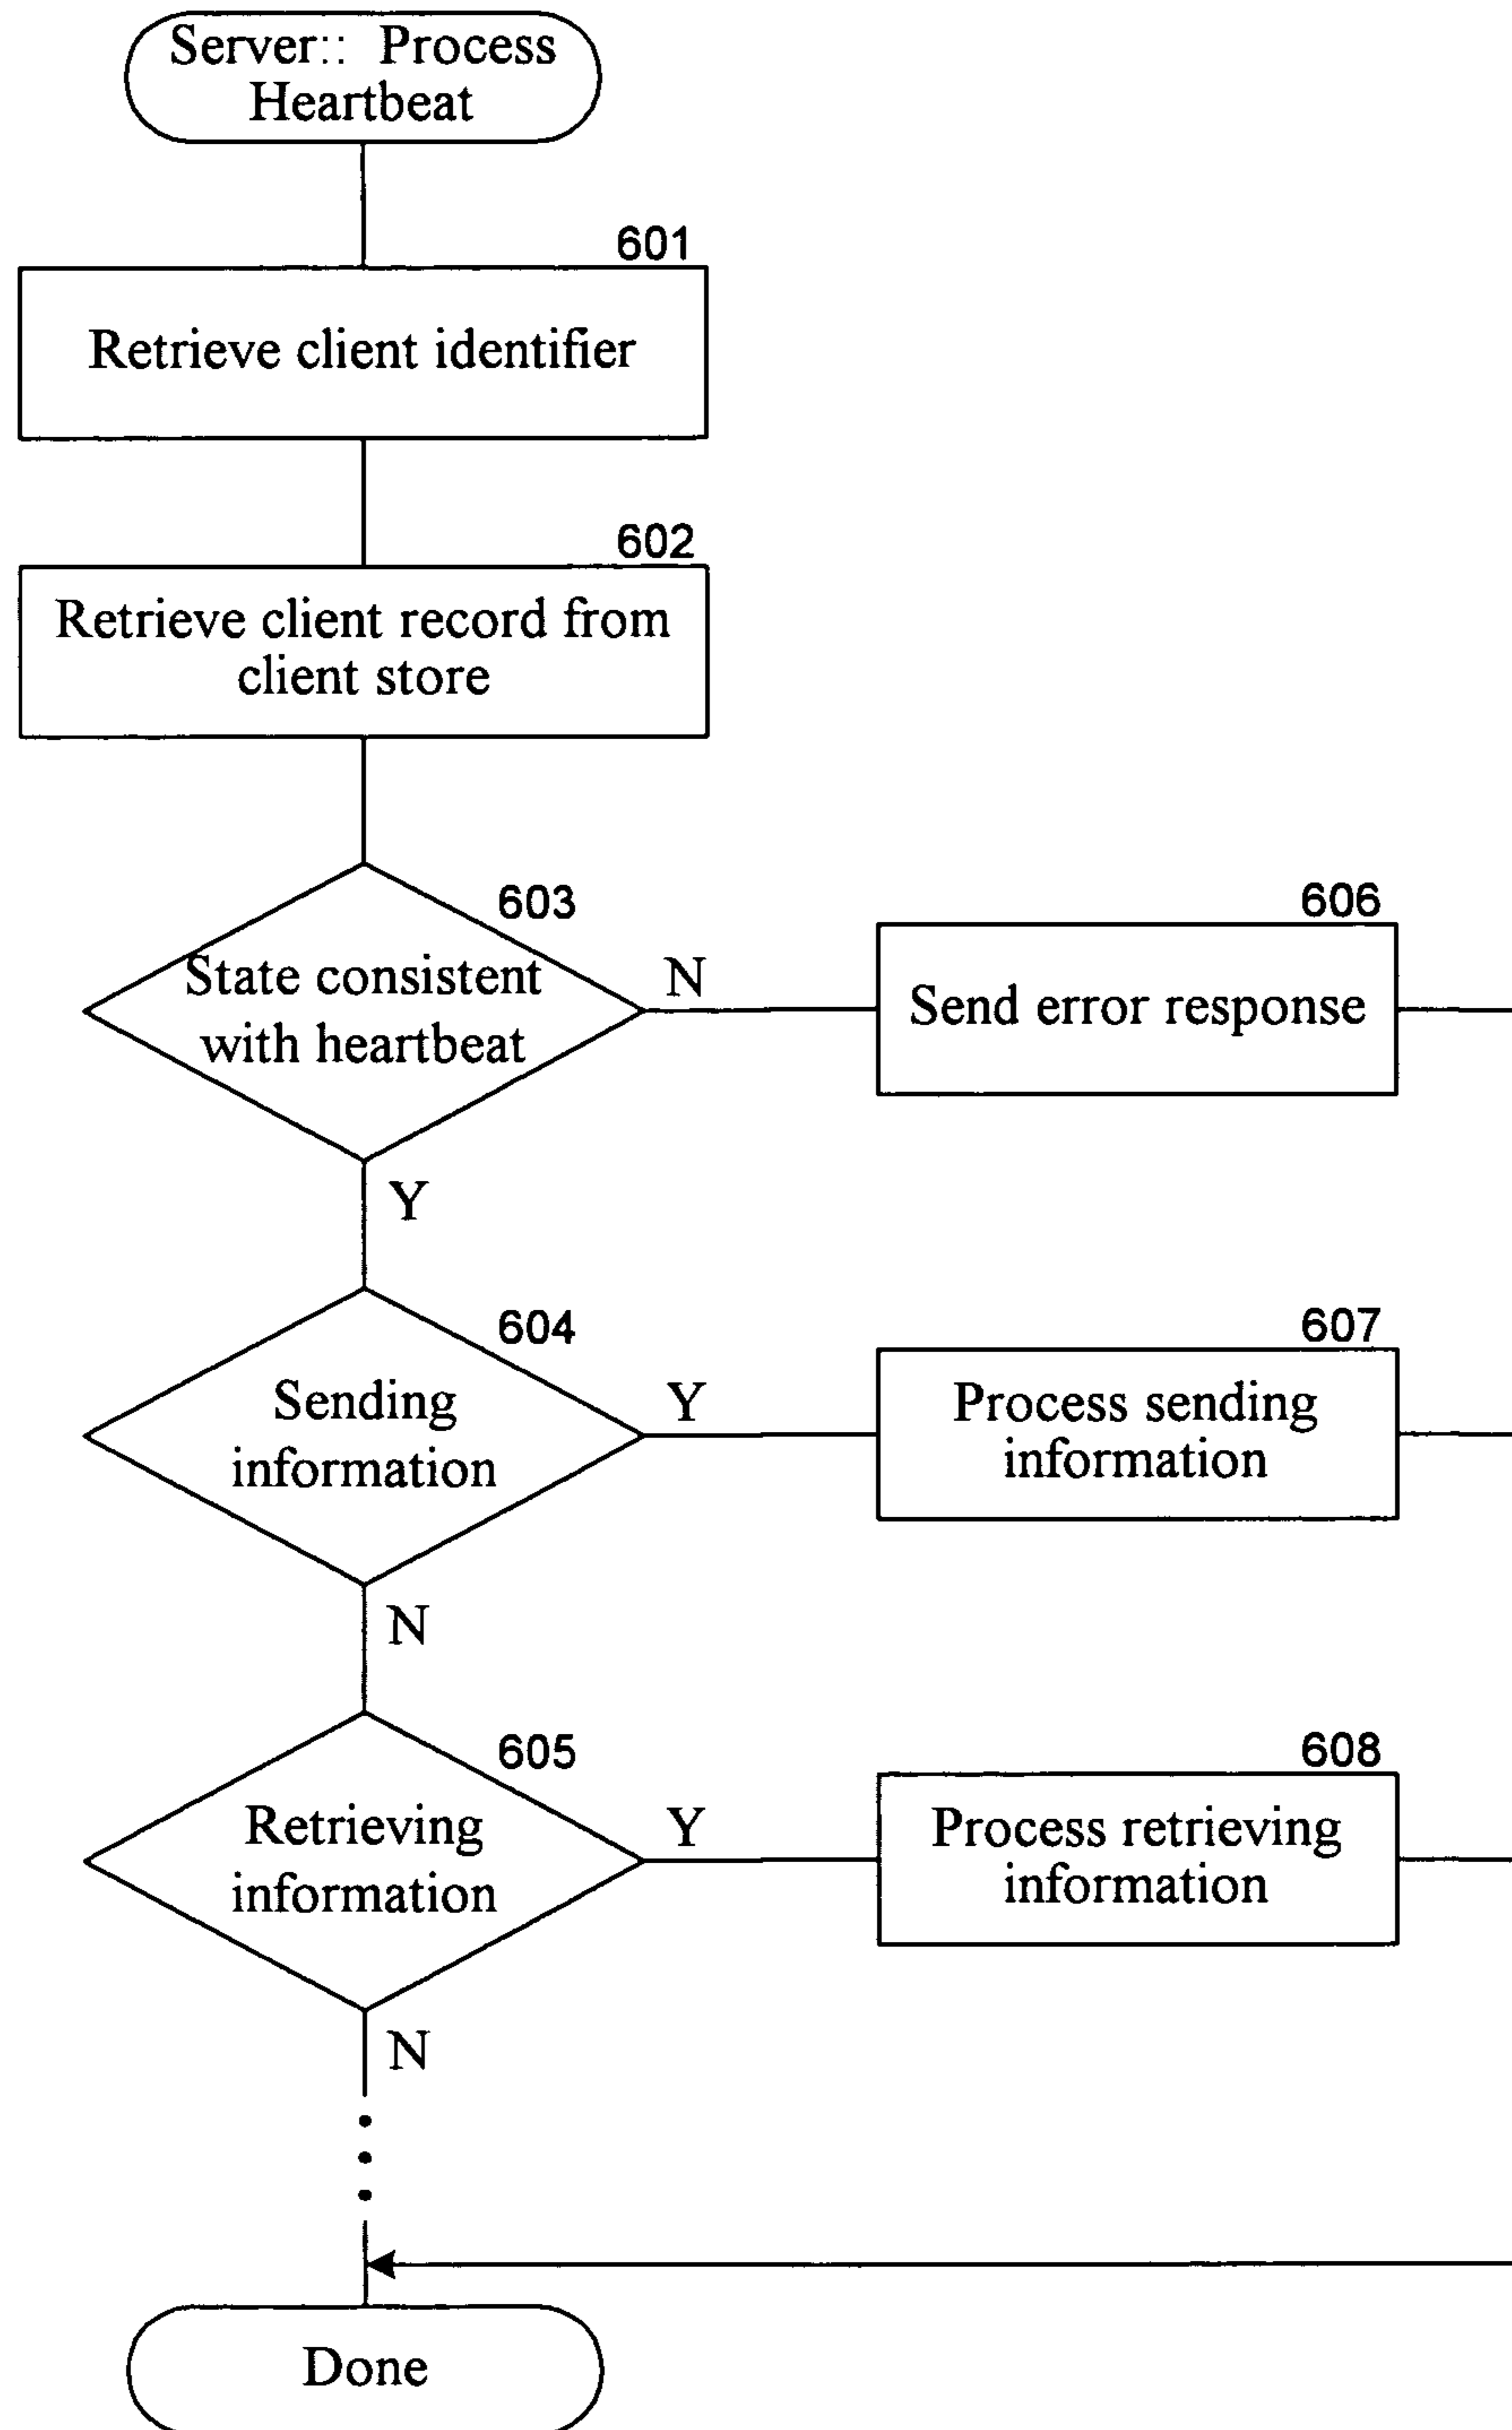 Server:: Process
Heartbeat
601
Retrieve client identifier
602
Retrieve client record from
client store
603
State consistent
with heartbeat
N
606
Send error response
Y
604
Sending
information
Y
607
Process sending
information
N
605
Retrieving
information
Y
608
Process retrieving
information
N
Done